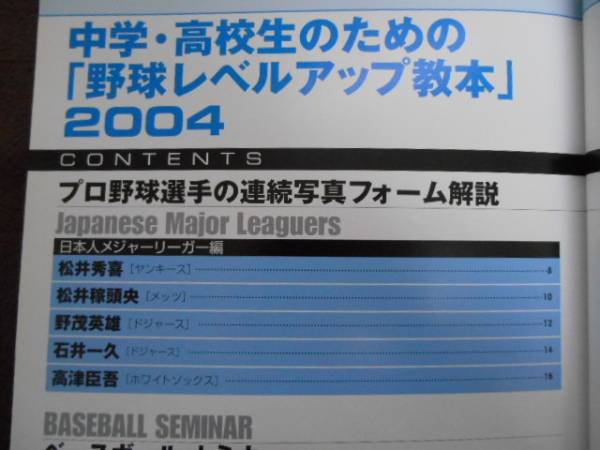 中学・高校生のための
「野球レベルアップ教本」
2004
CONTENTS
プロ野球選手の連続写真フォーム解説
Japanese Major Leaguers
日本人メジャーリーガー編
松井秀喜［ヤンキース］ 8
松井稼頭央［メッツ］ 10
野茂英雄［ドジャース］ 12
石井一久［ドジャース］ 14
高津臣吾［ホワイトソックス］ 16
BASEBALL SEMINAR